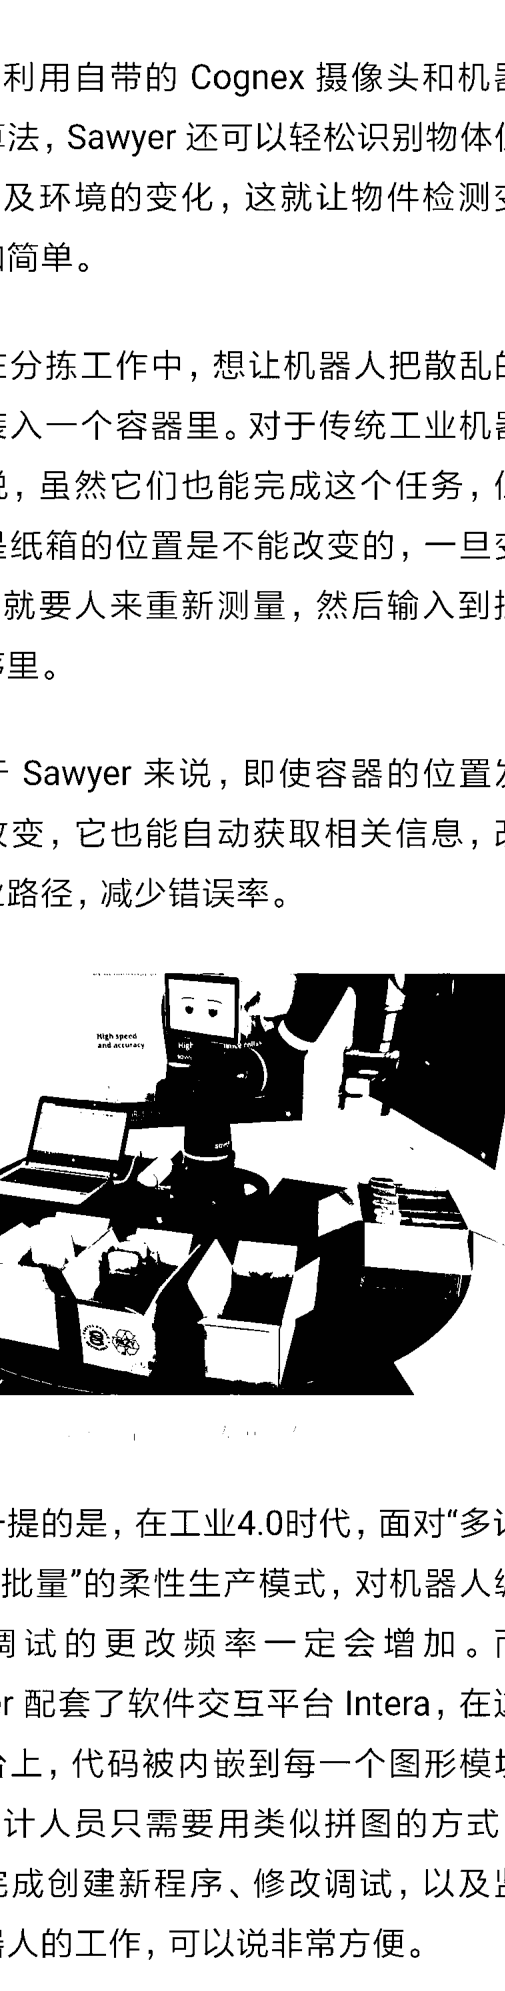 利用自带的 Cognex 摄像头和机器
法，Sawyer 还可以轻松识别物体
及环境的变化，这就让物件检测变
简单。
分拣工作中，想让机器人把散乱的
入一个容器里。对于传统工业机器
说，虽然它们也能完成这个任务，
纸箱的位置是不能改变的，一旦变
就要人来重新测量，然后输入到
里。
Sawyer 来说，即使容器的位置发
变，它也能自动获取相关信息，改
路径，减少错误率。
High speed
and accuracy
提的是，在工业4.0时代，面对“多
批量”的柔性生产模式，对机器人编
调试的更改频率一定会增加。而
r 配套了软件交互平台 Intera，在这
台上，代码被内嵌到每一个图形模块
计人员只需要用类似拼图的方式
完成创建新程序、修改调试，以及监
器人的工作，可以说非常方便。